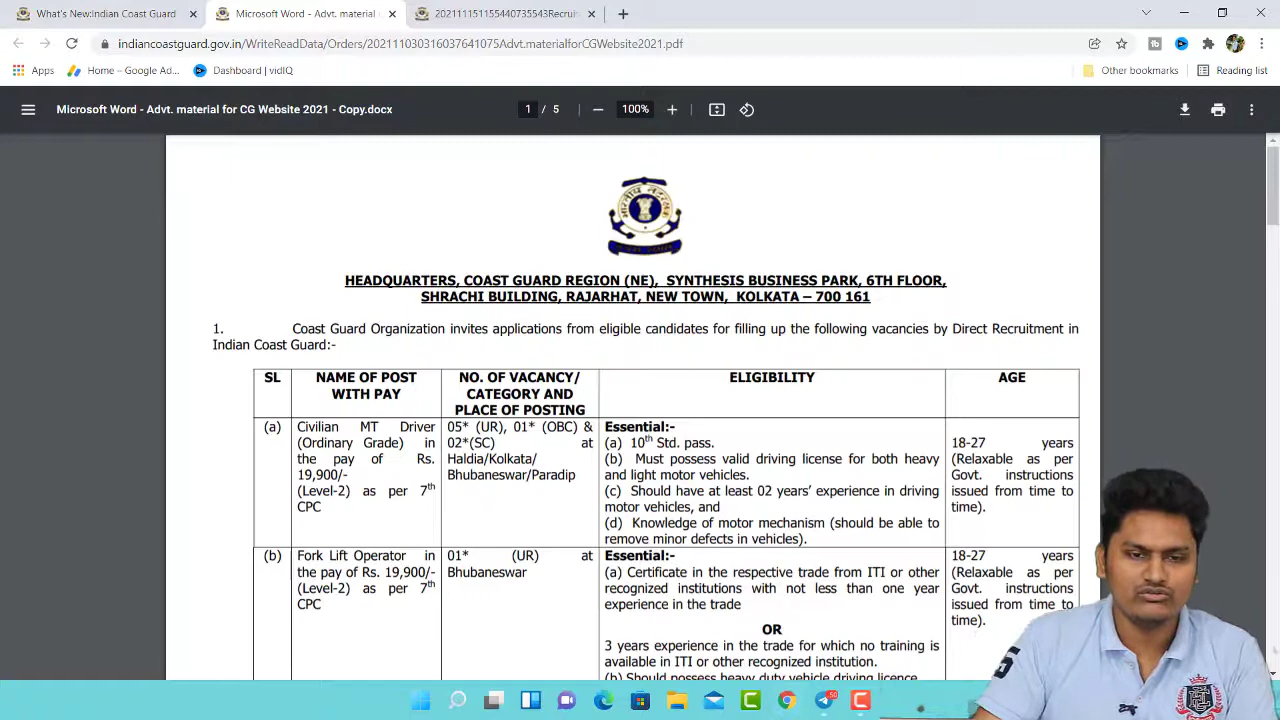 What's New:Indian Coast Guard
Microsoft Word - Advt. material
20211115115440735543Recruit
indiancoastguard.gov.in/WriteReadData/Orders/202111030316037641075Advt.materialforCGWebsite2021.pdf
Apps
Home – Google Ad...
Dashboard | vidIQ
Other bookmarks
Reading list
Microsoft Word - Advt. material for CG Website 2021 - Copy.docx
1 / 5
100%
HEADQUARTERS, COAST GUARD REGION (NE), SYNTHESIS BUSINESS PARK, 6TH FLOOR,
SHRACHI BUILDING, RAJARHAT, NEW TOWN, KOLKATA – 700 161
1. Coast Guard Organization invites applications from eligible candidates for filling up the following vacancies by Direct Recruitment in
Indian Coast Guard:-
SL
NAME OF POST
WITH PAY
NO. OF VACANCY/
CATEGORY AND
PLACE OF POSTING
ELIGIBILITY
AGE
(a)
Civilian MT Driver
(Ordinary Grade) in
the pay of Rs.
19,900/-
(Level-2) as per 7th
CPC
05* (UR), 01* (OBC) &
02*(SC) at
Haldia/Kolkata/
Bhubaneswar/Paradip
Essential:-
(a) 10th Std. pass.
(b) Must possess valid driving license for both heavy
and light motor vehicles.
(c) Should have at least 02 years' experience in driving
motor vehicles, and
(d) Knowledge of motor mechanism (should be able to
remove minor defects in vehicles).
18-27 years
(Relaxable as per
Govt. instructions
issued from time to
time).
(b)
Fork Lift Operator in
the pay of Rs. 19,900/-
(Level-2) as per 7th
CPC
01* (UR) at
Bhubaneswar
Essential:-
(a) Certificate in the respective trade from ITI or other
recognized institutions with not less than one year
experience in the trade
OR
3 years experience in the trade for which no training is
available in ITI or other recognized institution.
(b) Should possess heavy duty vehicle driving licence
18-27 years
(Relaxable as per
Govt. instructions
issued from time to
time).
50